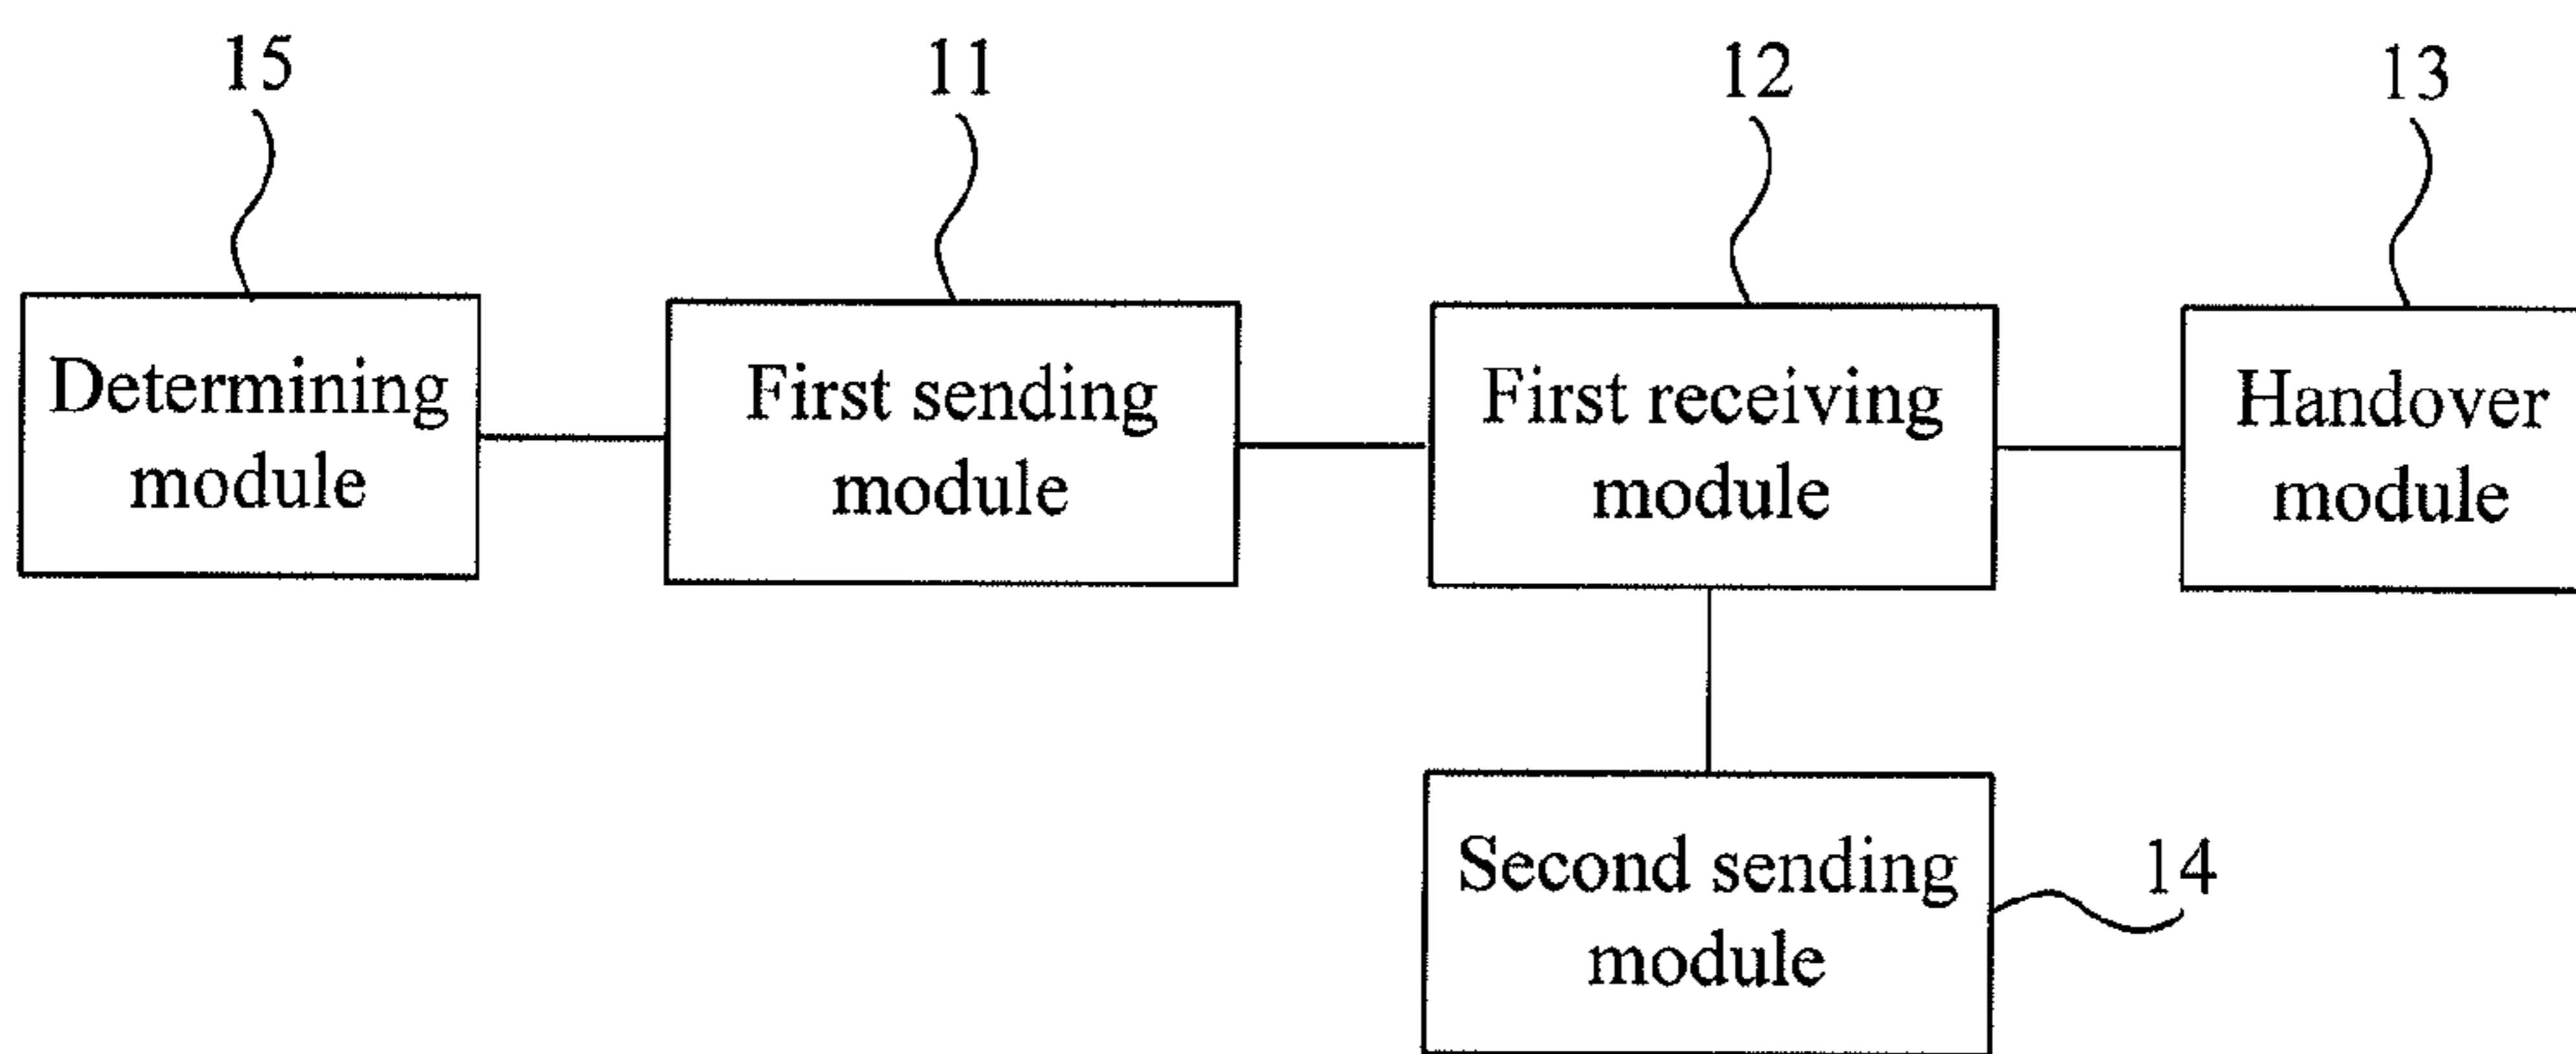 15
11
12
13
Determining
module
First sending
module
First receiving
module
Handover
module
Second sending
module
14